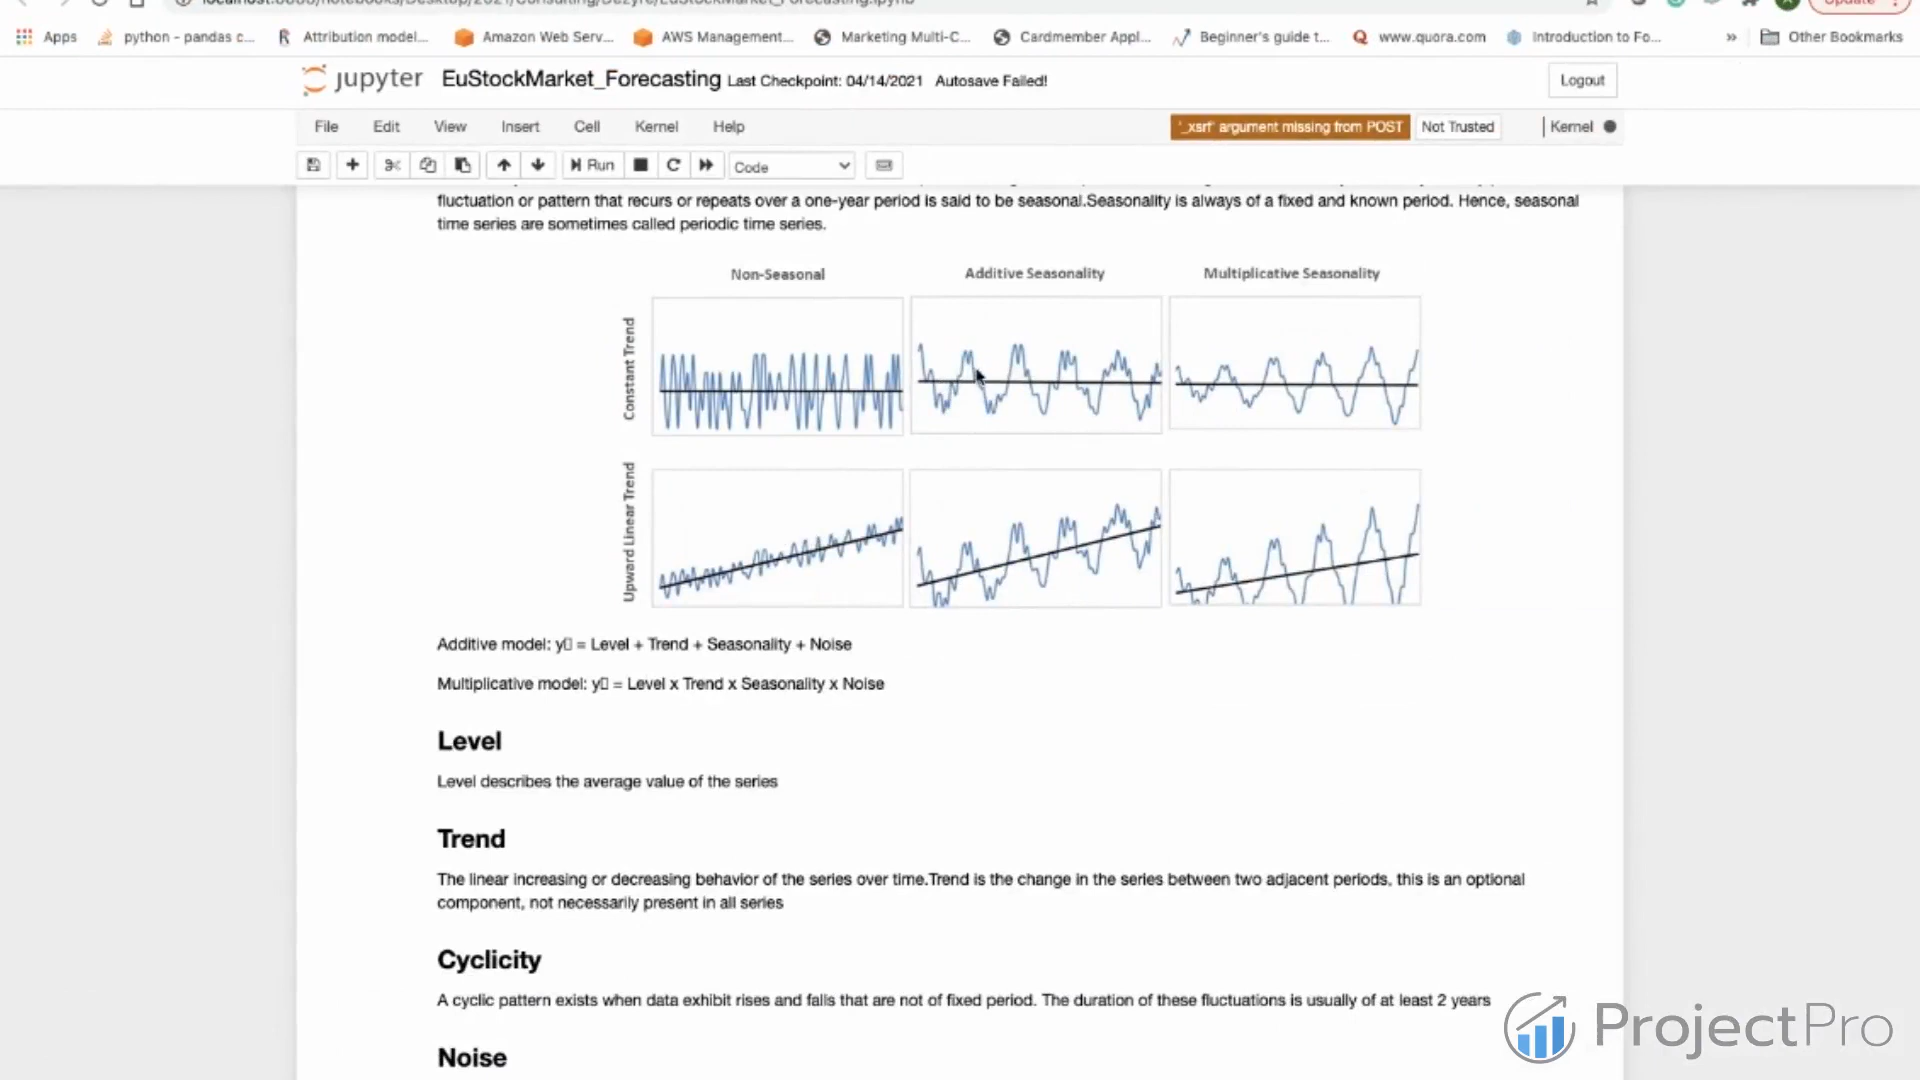 Apps python - pandas c... Attribution model... Amazon Web Serv... AWS Management... Marketing Multi-C... Cardmember Appl... Beginner's guide t... www.quora.com Introduction to Fo... » Other Bookmarks
jupyter EuStockMarket_Forecasting Last Checkpoint: 04/14/2021 Autosave Failed! Logout
File Edit View Insert Cell Kernel Help '_xsrf' argument missing from POST Not Trusted Kernel
Run Code
fluctuation or pattern that recurs or repeats over a one-year period is said to be seasonal.Seasonality is always of a fixed and known period. Hence, seasonal
time series are sometimes called periodic time series.
Non-Seasonal Additive Seasonality Multiplicative Seasonality
Constant Trend
Upward Linear Trend
Additive model: y▯ = Level + Trend + Seasonality + Noise
Multiplicative model: y▯ = Level x Trend x Seasonality x Noise
Level
Level describes the average value of the series
Trend
The linear increasing or decreasing behavior of the series over time.Trend is the change in the series between two adjacent periods, this is an optional
component, not necessarily present in all series
Cyclicity
A cyclic pattern exists when data exhibit rises and falls that are not of fixed period. The duration of these fluctuations is usually of at least 2 years
ProjectPro
Noise